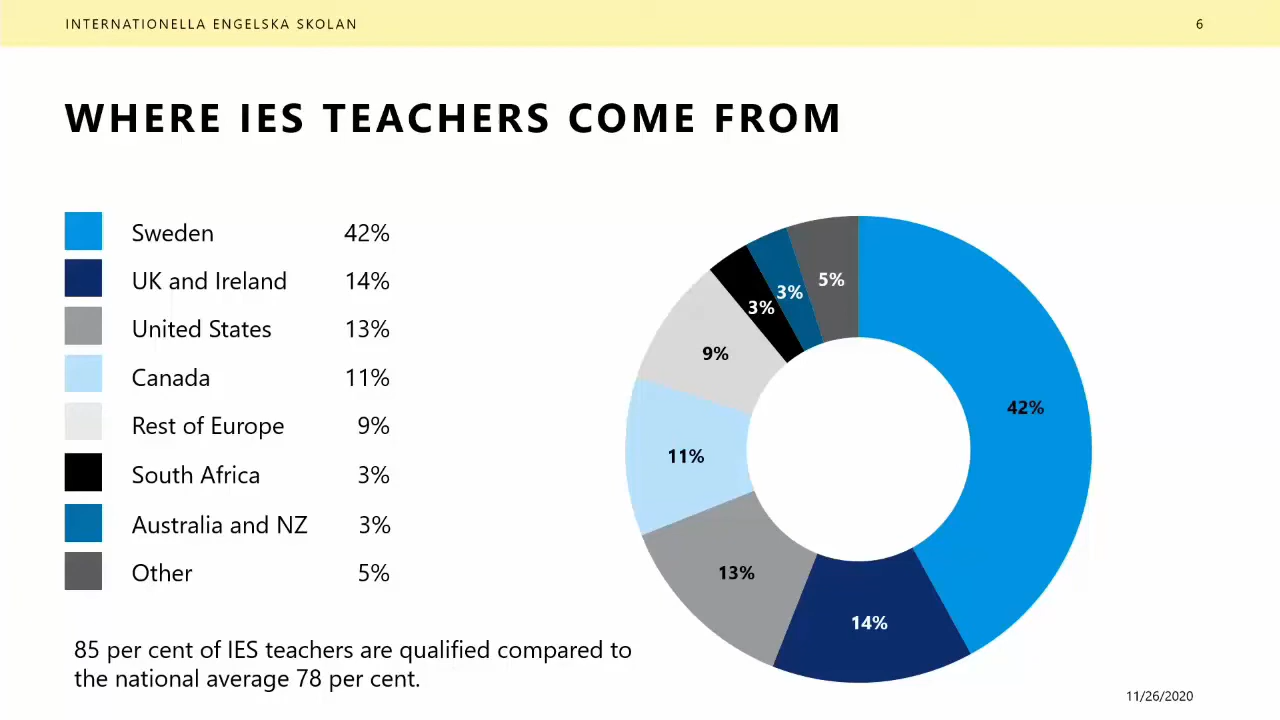 INTERNATIONELLA ENGELSKA SKOLAN 6
WHERE IES TEACHERS COME FROM
Sweden 42%
UK and Ireland 14%
United States 13%
Canada 11%
Rest of Europe 9%
South Africa 3%
Australia and NZ 3%
Other 5%
85 per cent of IES teachers are qualified compared to
the national average 78 per cent.
42%
14%
13%
11%
9%
3%
3%
5%
11/26/2020